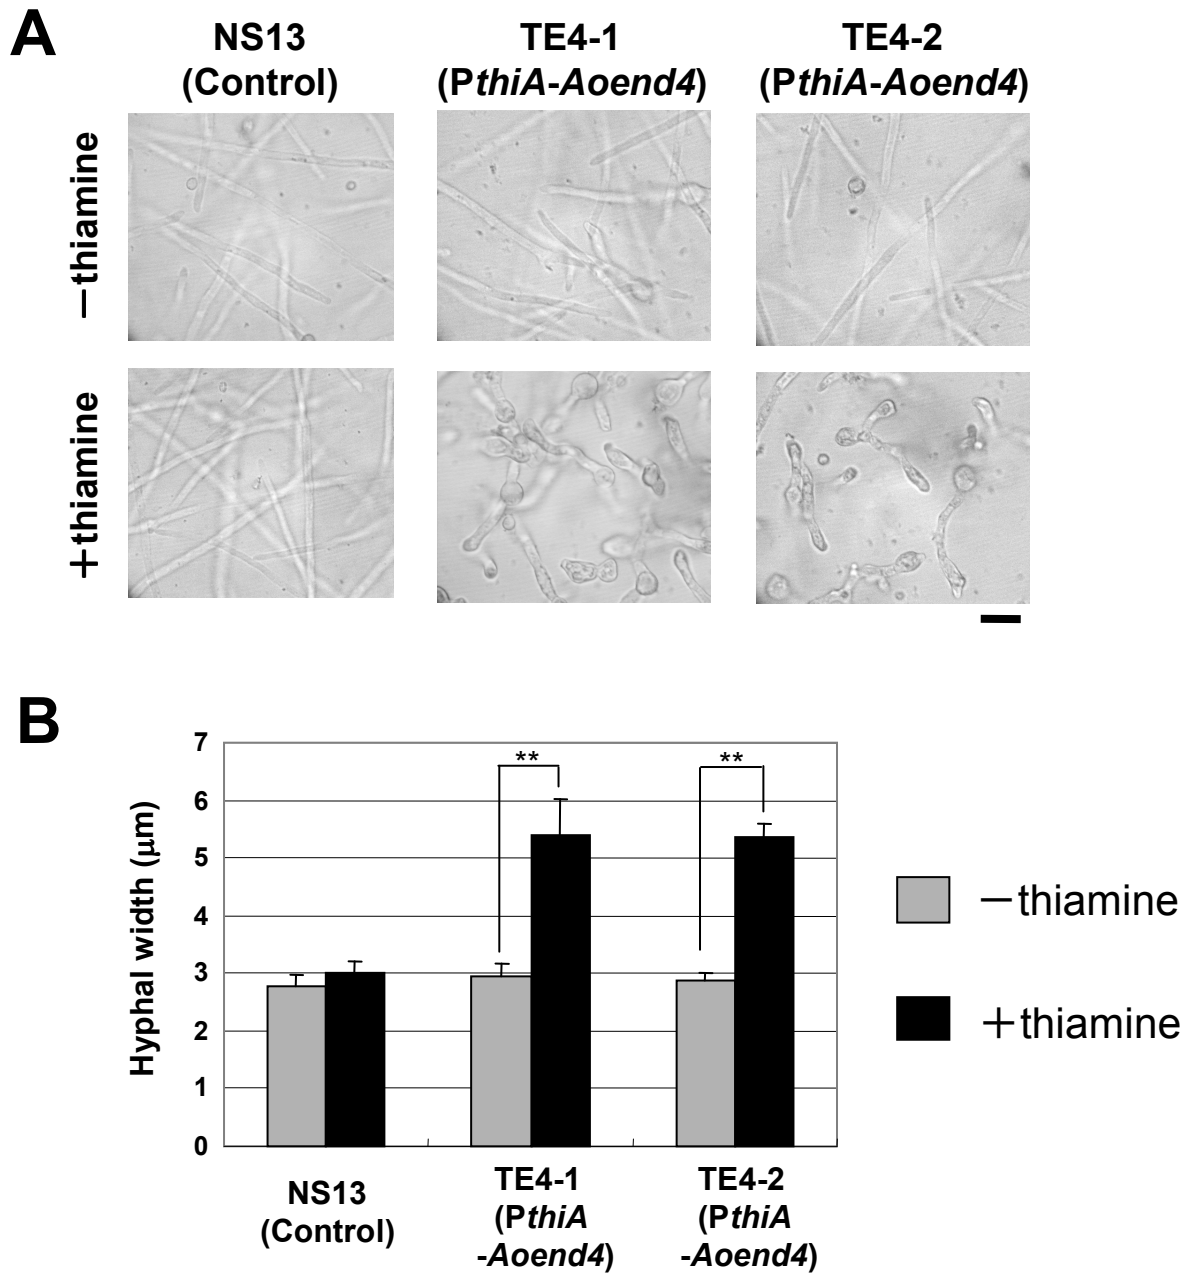 A
NS13
(Control)
TE4-1
(PthiA-Aoend4)
TE4-2
(PthiA-Aoend4)
−thiamine
+thiamine
B
Hyphal width (μm)
7
6
5
4
3
2
1
0
**
**
NS13
(Control)
TE4-1
(PthiA
-Aoend4)
TE4-2
(PthiA
-Aoend4)
−thiamine
+thiamine